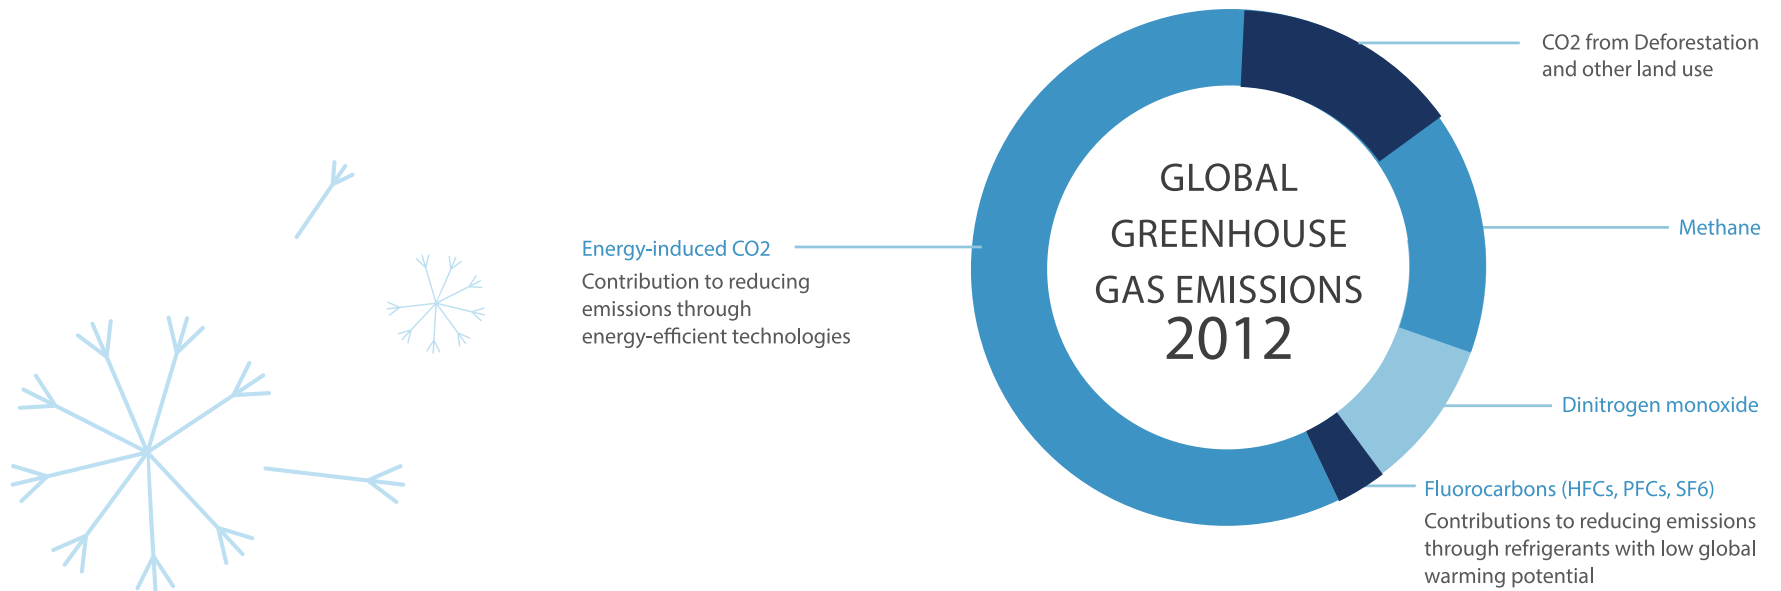 CO2 from Deforestation
and other land use
GLOBAL
GREENHOUSE
GAS EMISSIONS
2012
Methane
Energy-induced CO2
Contribution to reducing
emissions through
energy-efficient technologies
Dinitrogen monoxide
Fluorocarbons (HFCs, PFCs, SF6)
Contributions to reducing emissions
through refrigerants with low global
warming potential